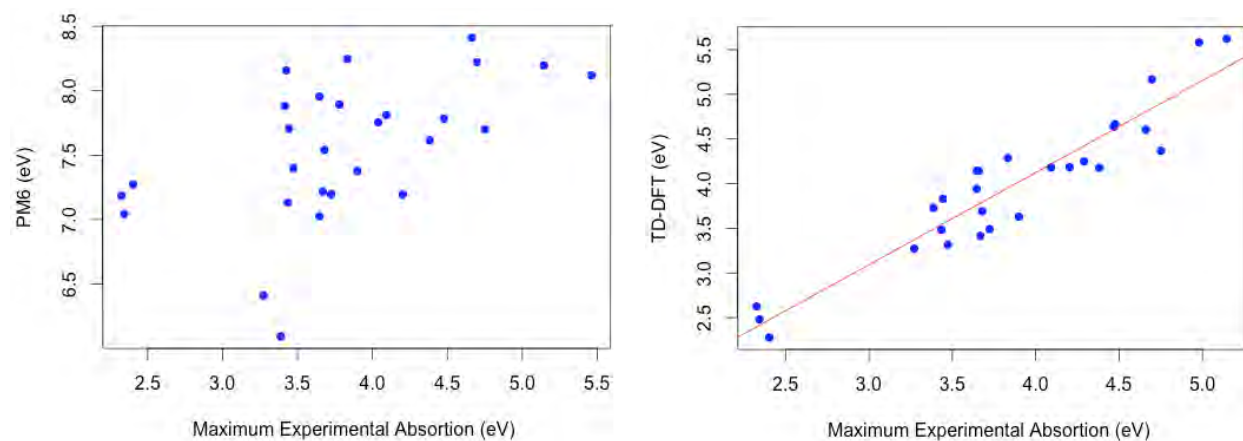 8.5
8.0
7.5
7.0
6.5
PM6 (eV)
2.5 3.0 3.5 4.0 4.5 5.0 5.5
Maximum Experimental Absortion (eV)
5.5
5.0
4.5
4.0
3.5
3.0
2.5
TD-DFT (eV)
2.5 3.0 3.5 4.0 4.5 5.0
Maximum Experimental Absortion (eV)